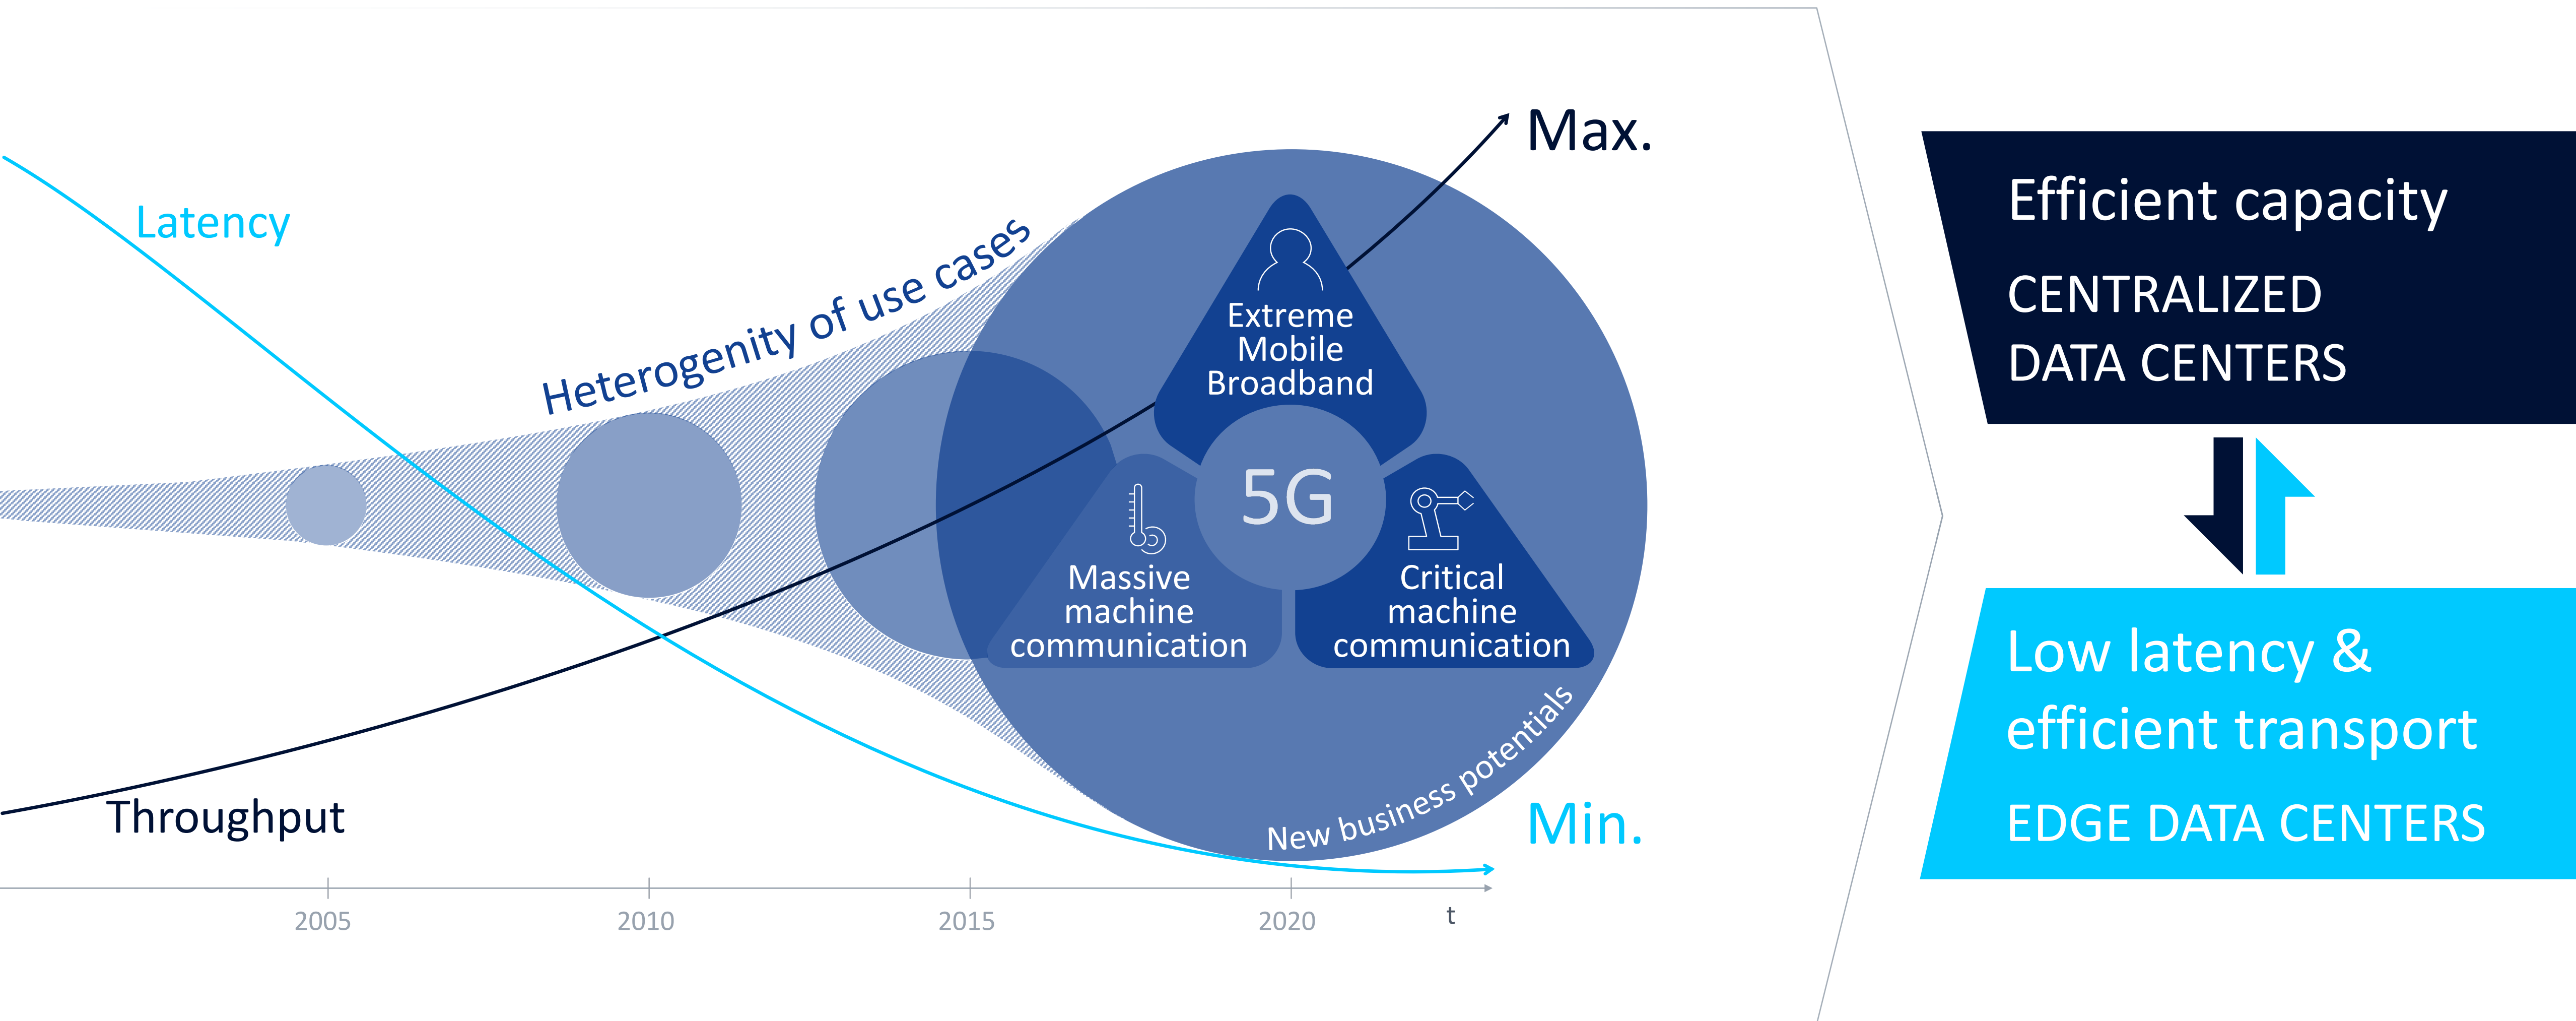 Latency
Heterogenity of use cases
Max.
Extreme
Mobile
Broadband
5G
Massive
machine
communication
Critical
machine
communication
New business potentials
Throughput
Min.
2005
2010
2015
2020
t
Efficient capacity
CENTRALIZED
DATA CENTERS
Low latency &
efficient transport
EDGE DATA CENTERS